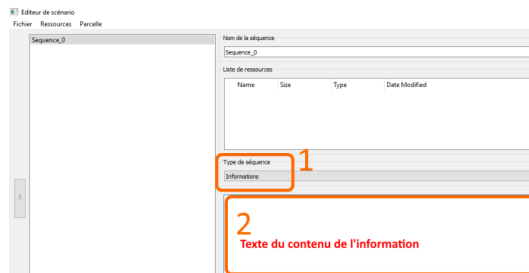 Editeur de scénario
Fichier Ressources Parcelle
Sequence_0
Nom de la séquence
Sequence_0
Liste de ressources
Name Size Type Date Modified
Type de séquence
1
Informations
2
Texte du contenu de l'information